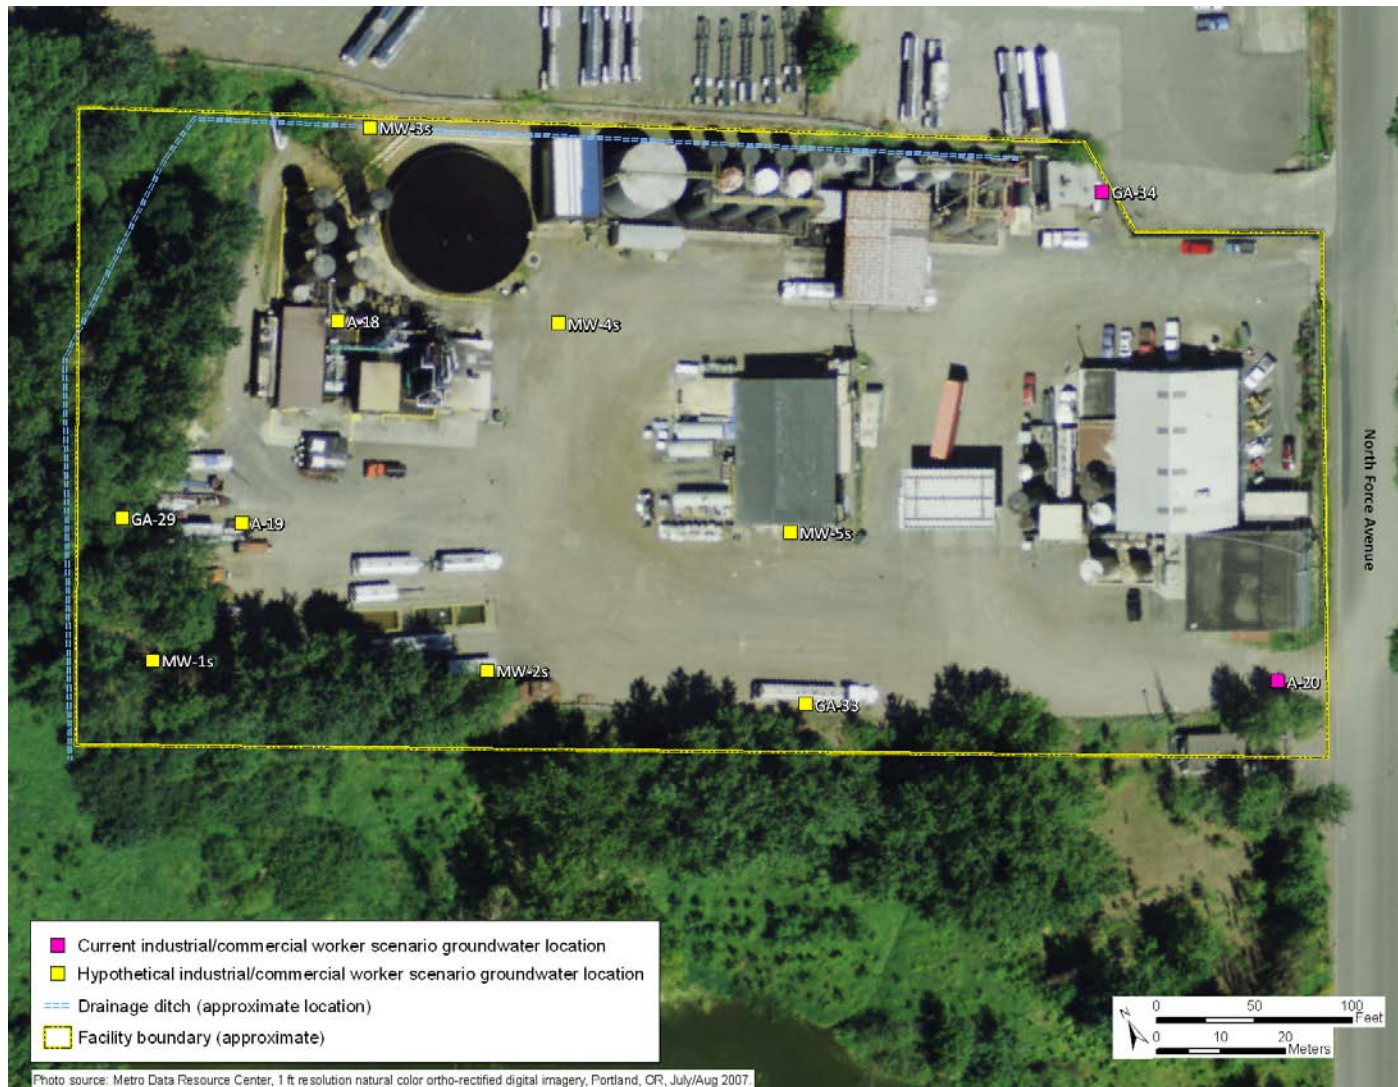 MW-3s
GA-34
A-18
MW-4s
North Force Avenue
GA-29
A-19
MW-5s
MW-1s
MW-2s
GA-33
A-20
Current industrial/commercial worker scenario groundwater location
Hypothetical industrial/commercial worker scenario groundwater location
Drainage ditch (approximate location)
Facility boundary (approximate)
N
0 50 100
Feet
0 10 20
Meters
Photo source: Metro Data Resource Center, 1 ft resolution natural color ortho-rectified digital imagery, Portland, OR, July/Aug 2007.